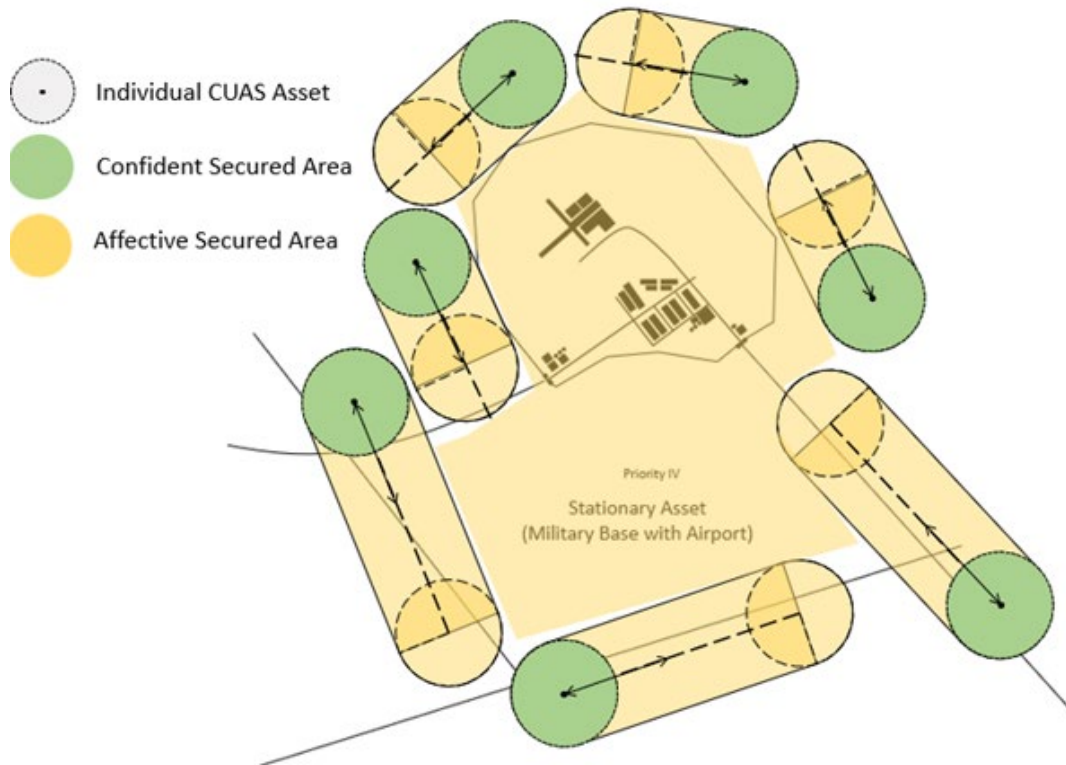 Individual CUAS Asset
Confident Secured Area
Affective Secured Area
Priority IV
Stationary Asset
(Military Base with Airport)